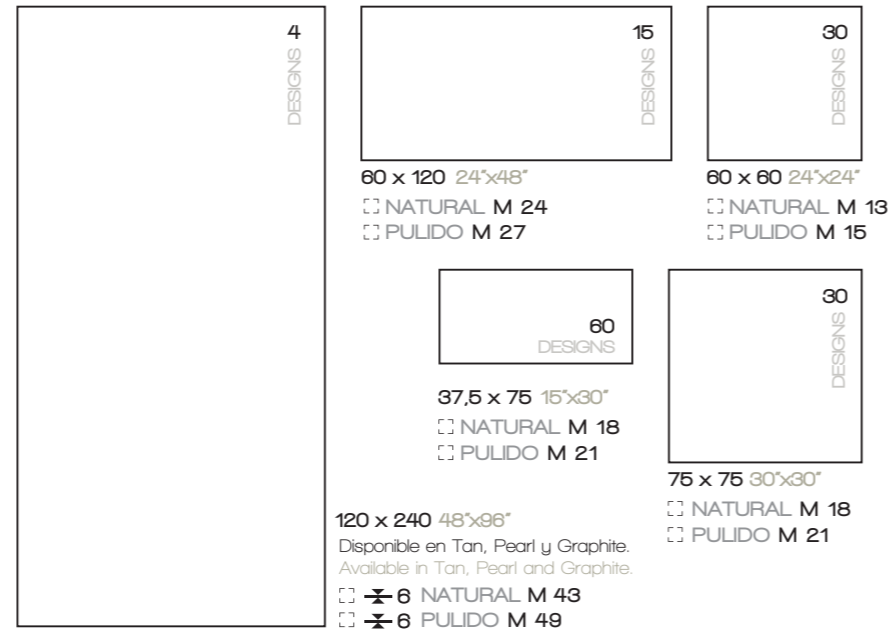 4
DESIGNS
15
DESIGNS
60 x 120 24"x48"
NATURAL M 24
PULIDO M 27
30
DESIGNS
60 x 60 24"x24"
NATURAL M 13
PULIDO M 15
60
DESIGNS
37,5 x 75 15"x30"
NATURAL M 18
PULIDO M 21
30
DESIGNS
75 x 75 30"x30"
NATURAL M 18
PULIDO M 21
120 x 240 48"x96"
Disponible en Tan, Pearl y Graphite.
Available in Tan, Pearl and Graphite.
6 NATURAL M 43
6 PULIDO M 49